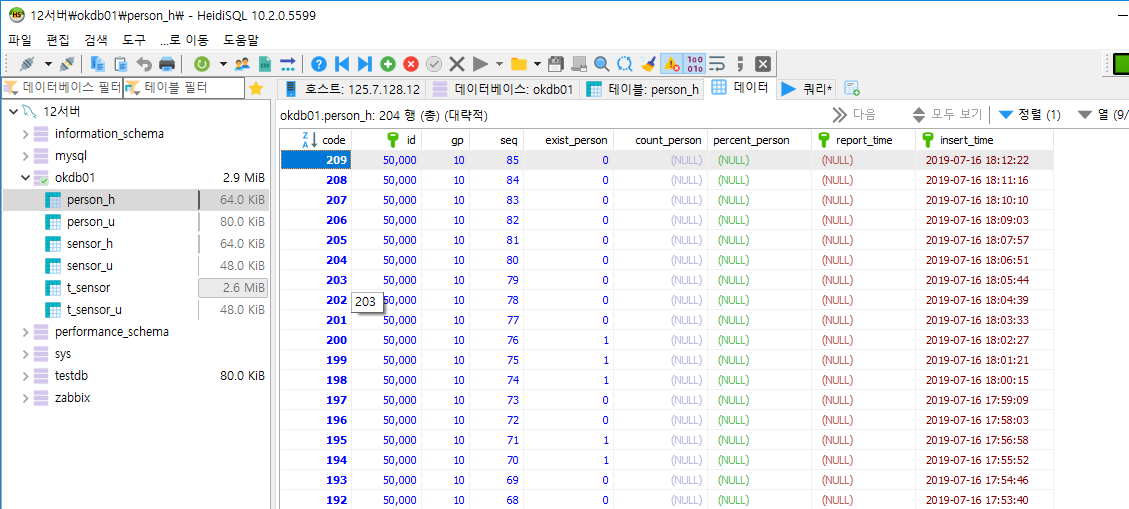 12서버₩okdb01₩person_h₩ - HeidiSQL 10.2.0.5599
파일 편집 검색 도구 ...로 이동 도움말
데이터베이스 필터 테이블 필터
호스트: 125.7.128.12 데이터베이스: okdb01 테이블: person_h 데이터 쿼리*
okdb01.person_h: 204 행 (총) (대략적) 다음 모두 보기 정렬 (1) 열 (9/
12서버
information_schema
mysql
okdb01 2.9 MiB
person_h 64.0 KiB
person_u 80.0 KiB
sensor_h 64.0 KiB
sensor_u 48.0 KiB
t_sensor 2.6 MiB
t_sensor_u 48.0 KiB
performance_schema
sys
testdb 80.0 KiB
zabbix
code id gp seq exist_person count_person percent_person report_time insert_time
209 50,000 10 85 0 (NULL) (NULL) (NULL) 2019-07-16 18:12:22
208 50,000 10 84 0 (NULL) (NULL) (NULL) 2019-07-16 18:11:16
207 50,000 10 83 0 (NULL) (NULL) (NULL) 2019-07-16 18:10:10
206 50,000 10 82 0 (NULL) (NULL) (NULL) 2019-07-16 18:09:03
205 50,000 10 81 0 (NULL) (NULL) (NULL) 2019-07-16 18:07:57
204 50,000 10 80 0 (NULL) (NULL) (NULL) 2019-07-16 18:06:51
203 50,000 10 79 0 (NULL) (NULL) (NULL) 2019-07-16 18:05:44
202 50,000 10 78 0 (NULL) (NULL) (NULL) 2019-07-16 18:04:39
203
201 50,000 10 77 0 (NULL) (NULL) (NULL) 2019-07-16 18:03:33
200 50,000 10 76 1 (NULL) (NULL) (NULL) 2019-07-16 18:02:27
199 50,000 10 75 1 (NULL) (NULL) (NULL) 2019-07-16 18:01:21
198 50,000 10 74 1 (NULL) (NULL) (NULL) 2019-07-16 18:00:15
197 50,000 10 73 0 (NULL) (NULL) (NULL) 2019-07-16 17:59:09
196 50,000 10 72 0 (NULL) (NULL) (NULL) 2019-07-16 17:58:03
195 50,000 10 71 1 (NULL) (NULL) (NULL) 2019-07-16 17:56:58
194 50,000 10 70 1 (NULL) (NULL) (NULL) 2019-07-16 17:55:52
193 50,000 10 69 0 (NULL) (NULL) (NULL) 2019-07-16 17:54:46
192 50,000 10 68 0 (NULL) (NULL) (NULL) 2019-07-16 17:53:40